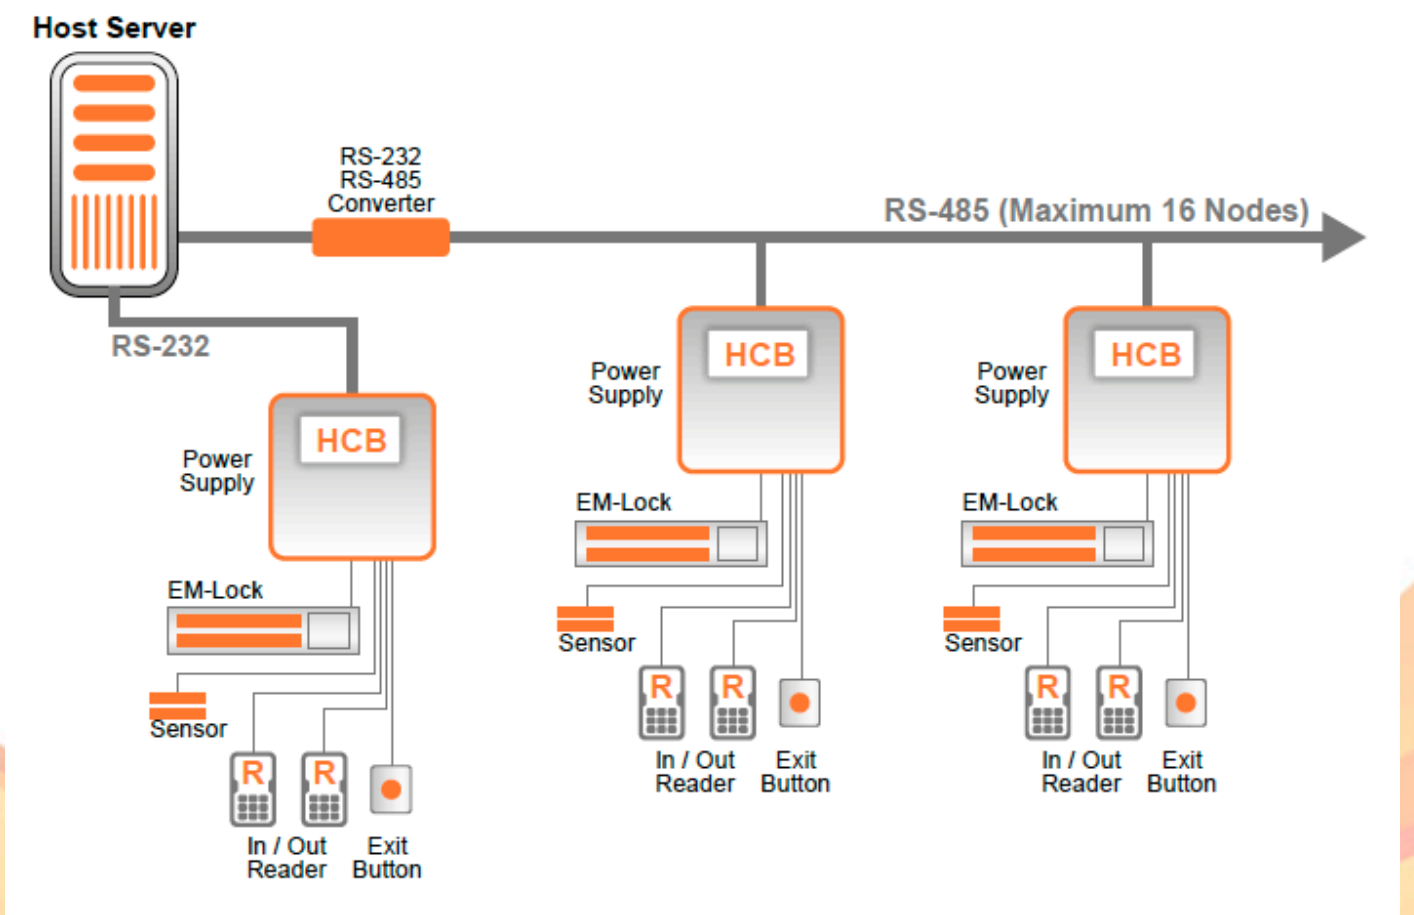 Host Server
RS-232
RS-485
Converter
RS-485 (Maximum 16 Nodes)
RS-232
HCB
Power
Supply
EM-Lock
Sensor
R
R
In / Out
Reader
Exit
Button
HCB
Power
Supply
EM-Lock
Sensor
R
R
In / Out
Reader
Exit
Button
HCB
Power
Supply
EM-Lock
Sensor
R
R
In / Out
Reader
Exit
Button